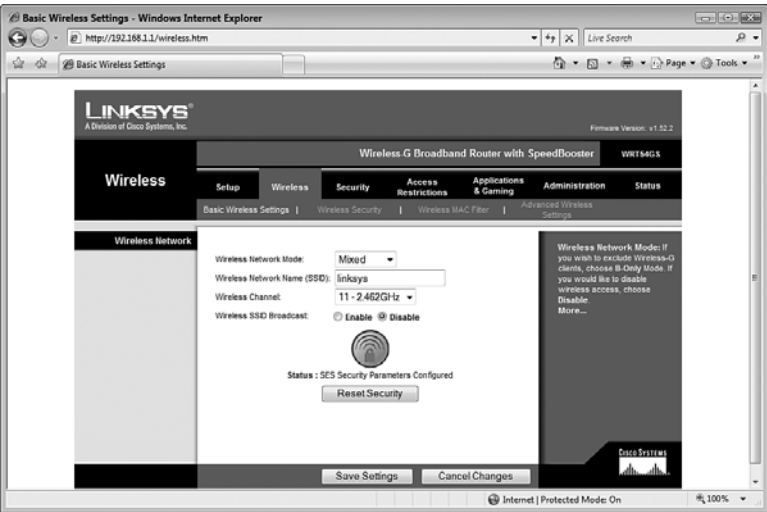 Basic Wireless Settings - Windows Internet Explorer
http://192.168.1.1/wireless.htm
Live Search
Basic Wireless Settings
Page
Tools
LINKSYS®
A Division of Cisco Systems, Inc.
Firmware Version: v1.52.2
Wireless-G Broadband Router with SpeedBooster WRT54GS
Wireless
Setup Wireless Security Access Restrictions Applications & Gaming Administration Status
Basic Wireless Settings | Wireless Security | Wireless MAC Filter | Advanced Wireless Settings
Wireless Network
Wireless Network Mode: Mixed
Wireless Network Name (SSID): linksys
Wireless Channel: 11 - 2.462GHz
Wireless SSID Broadcast: Enable Disable
Status : SES Security Parameters Configured
Reset Security
Wireless Network Mode: If
you wish to exclude Wireless-G
clients, choose B-Only Mode. If
you would like to disable
wireless access, choose
Disable.
More...
CISCO SYSTEMS
Save Settings Cancel Changes
Internet | Protected Mode: On
100%